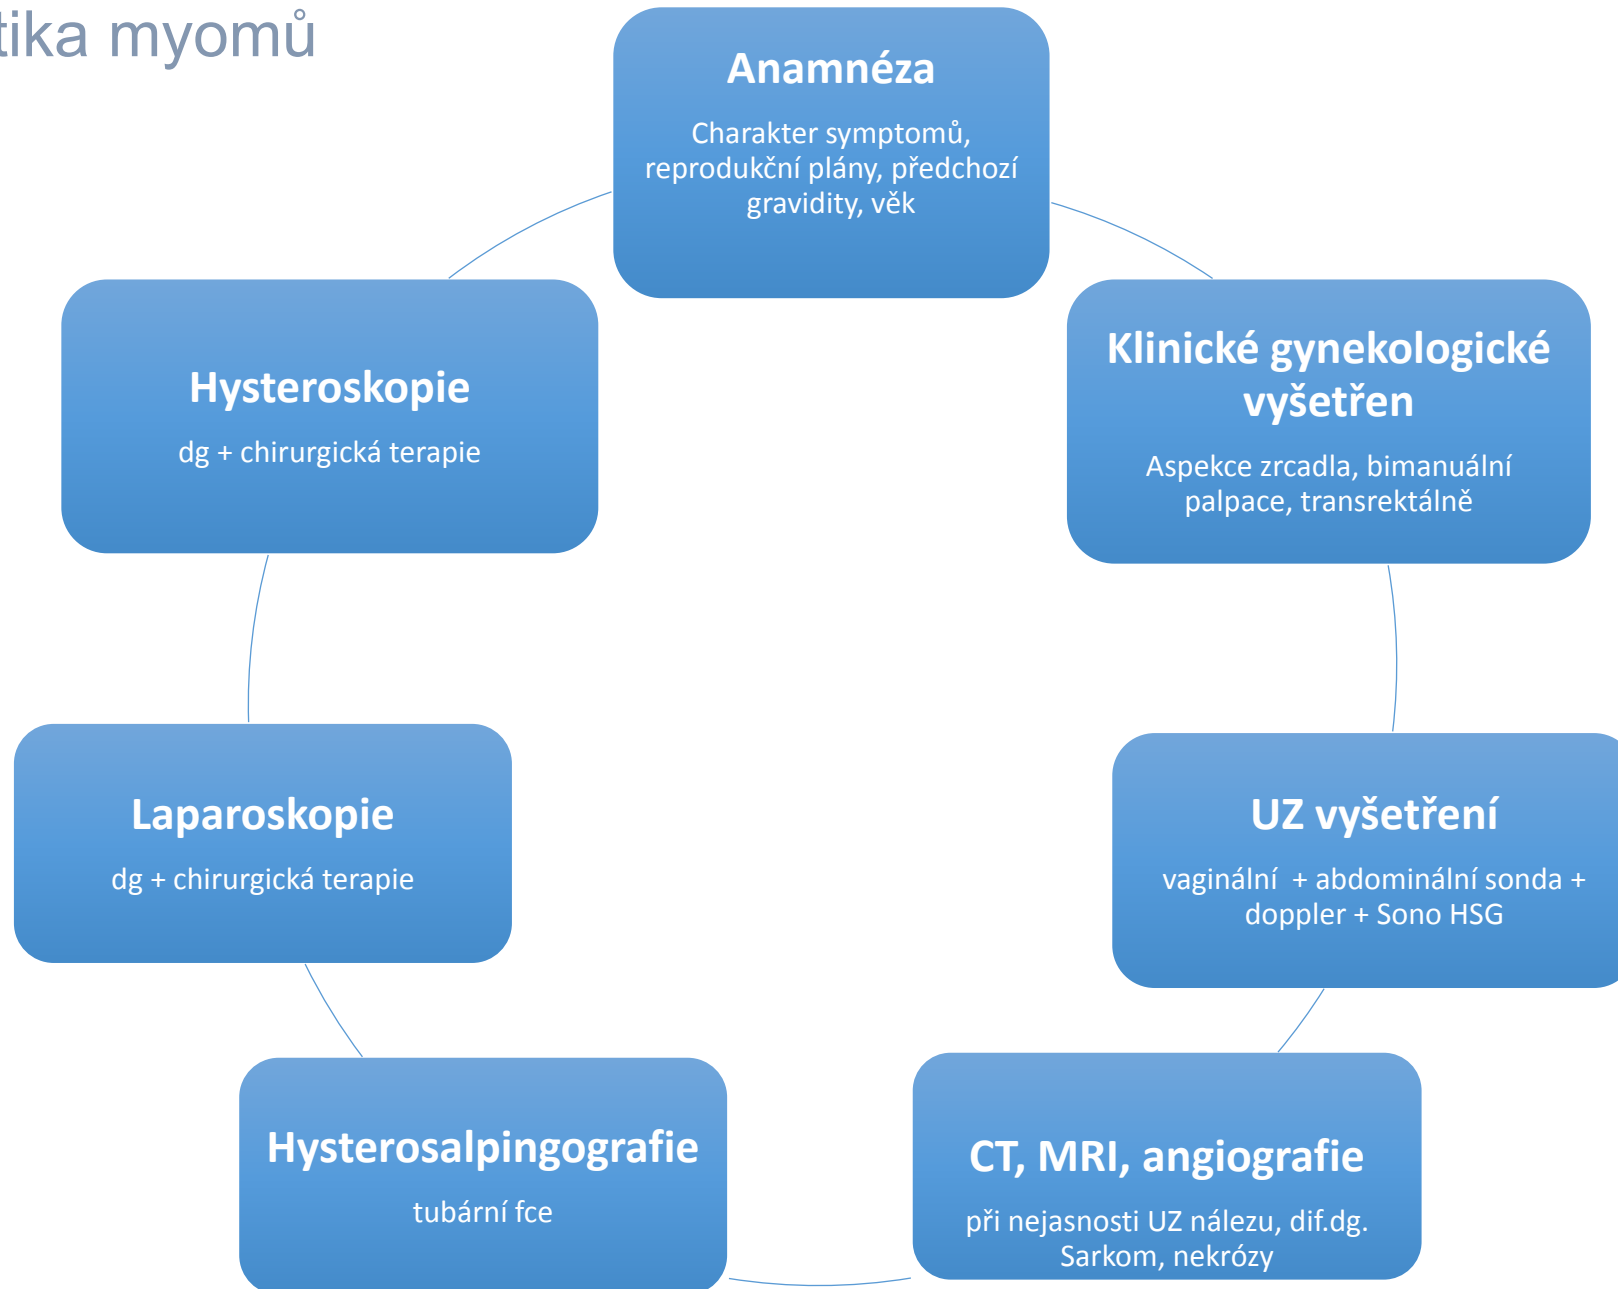 tika myomů
Anamnéza
Charakter symptomů,
reprodukční plány, předchozí
gravidity, věk
Klinické gynekologické
vyšetřen
Aspekce zrcadla, bimanuální
palpace, transrektálně
UZ vyšetření
vaginální + abdominální sonda +
doppler + Sono HSG
CT, MRI, angiografie
při nejasnosti UZ nálezu, dif.dg.
Sarkom, nekrózy
Hysterosalpingografie
tubární fce
Laparoskopie
dg + chirurgická terapie
Hysteroskopie
dg + chirurgická terapie